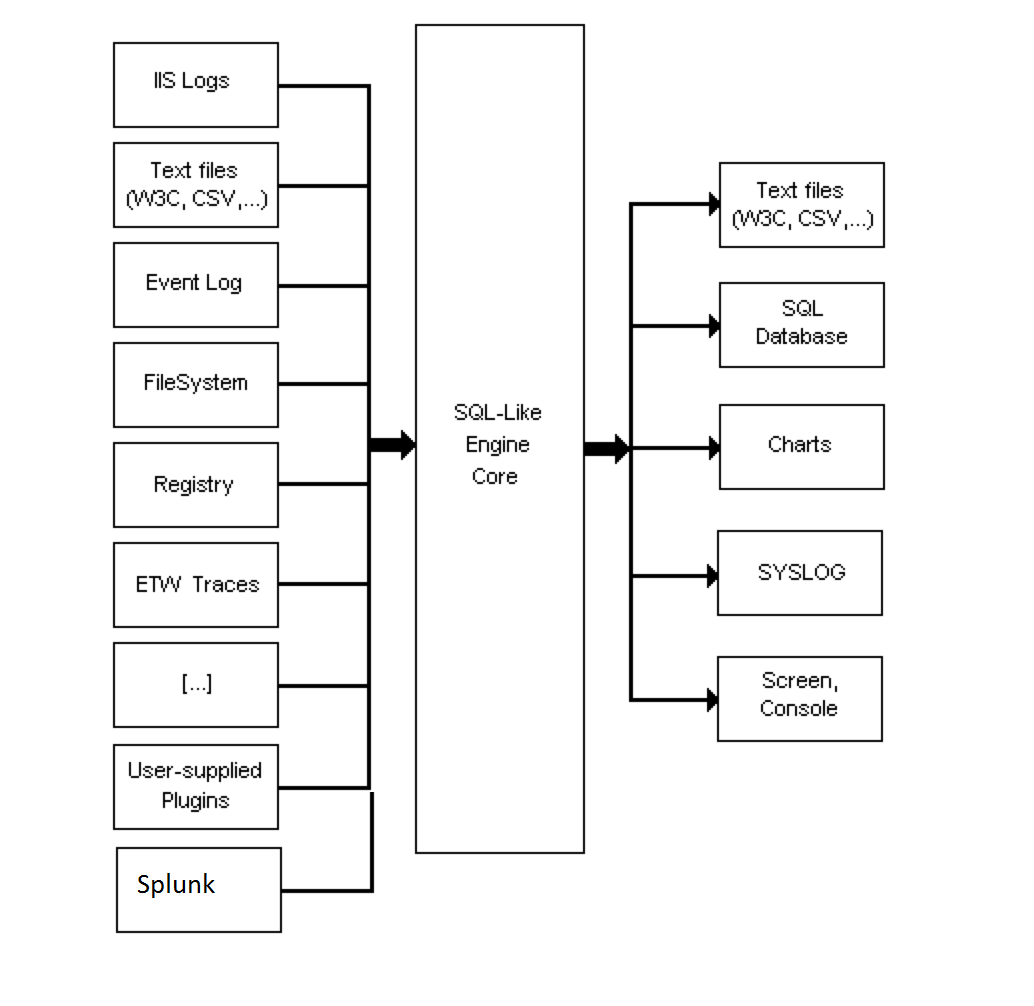 IIS Logs
Text files
(W3C, CSV,...)
Event Log
FileSystem
Registry
ETW Traces
[...]
User-supplied
Plugins
Splunk
SQL-Like
Engine
Core
Text files
(W3C, CSV,...)
SQL
Database
Charts
SYSLOG
Screen,
Console